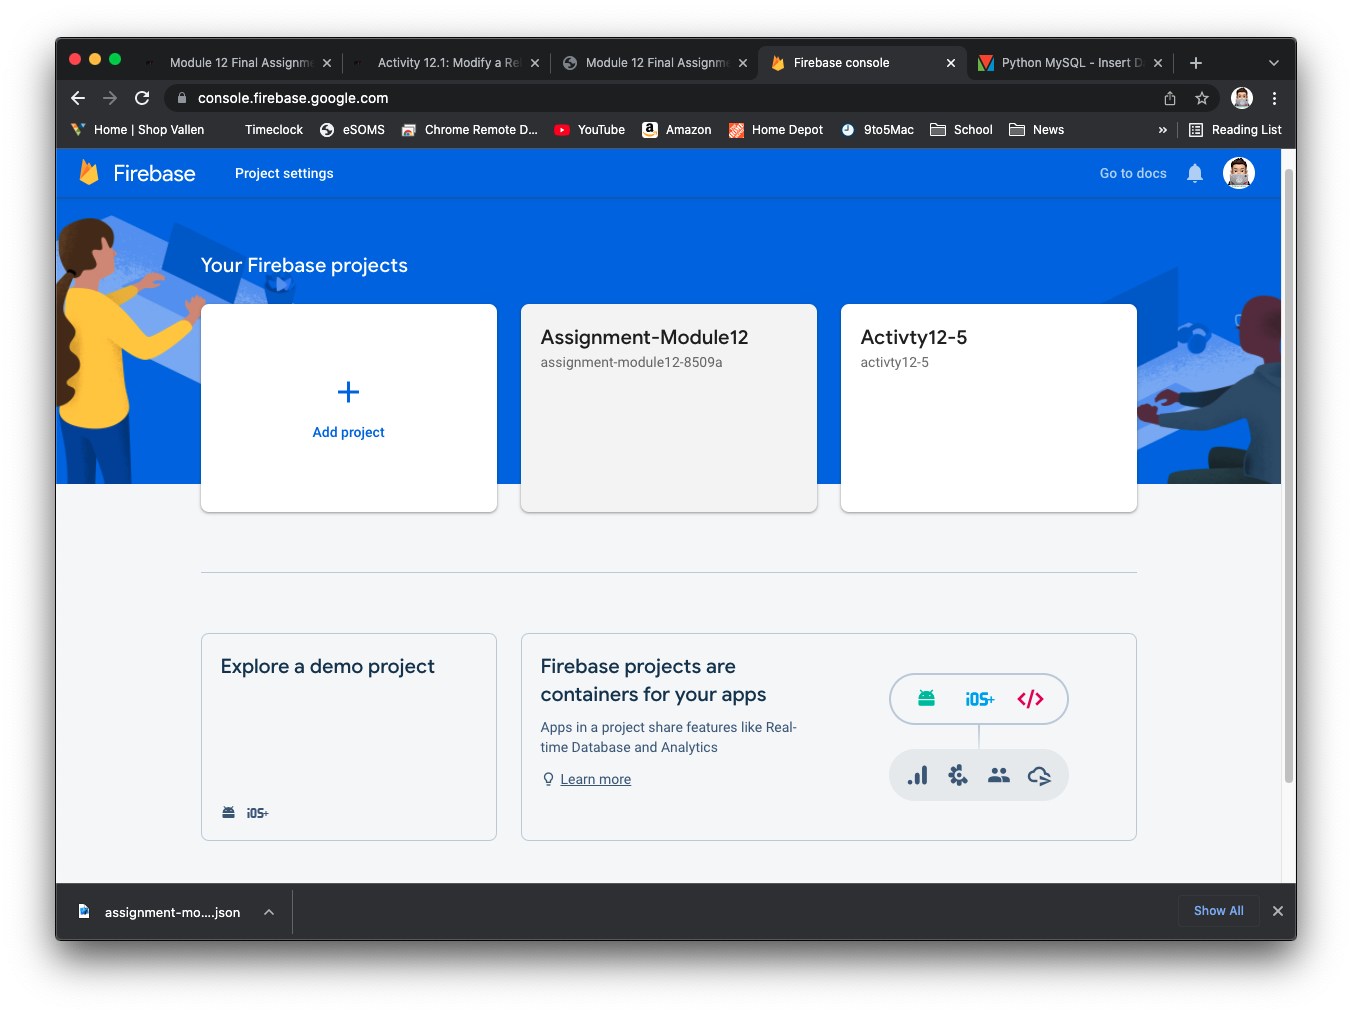 Module 12 Final Assignme
Activity 12.1: Modify a Re
Module 12 Final Assignme
Firebase console
Python MySQL - Insert D
console.firebase.google.com
Home | Shop Vallen
Timeclock
eSOMS
Chrome Remote D...
YouTube
Amazon
Home Depot
9to5Mac
School
News
»
Reading List
Firebase
Project settings
Go to docs
Your Firebase projects
Add project
Assignment-Module12
assignment-module12-8509a
Activty12-5
activty12-5
Explore a demo project
iOS+
Firebase projects are
containers for your apps
Apps in a project share features like Real-
time Database and Analytics
Learn more
iOS+
</>
assignment-mo....json
Show All